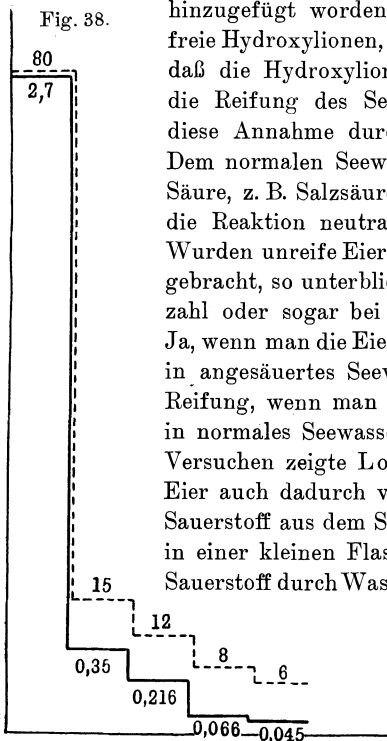 Fig. 38.
80
2,7
15
12
8
6
0,35
0,216
0,066
0,045
hinzugefügt worden
freie Hydroxylionen,
daß die Hydroxylion
die Reifung des Se
diese Annahme dur
Dem normalen Seew
Säure, z. B. Salzsäur
die Reaktion neutra
Wurden unreife Eier
gebracht, so unterbli
zahl oder sogar bei
Ja, wenn man die Eie
in angesäuertes See
Reifung, wenn man
in normales Seewass
Versuchen zeigte Lo
Eier auch dadurch v
Sauerstoff aus dem S
in einer kleinen Flas
Sauerstoff durch Was